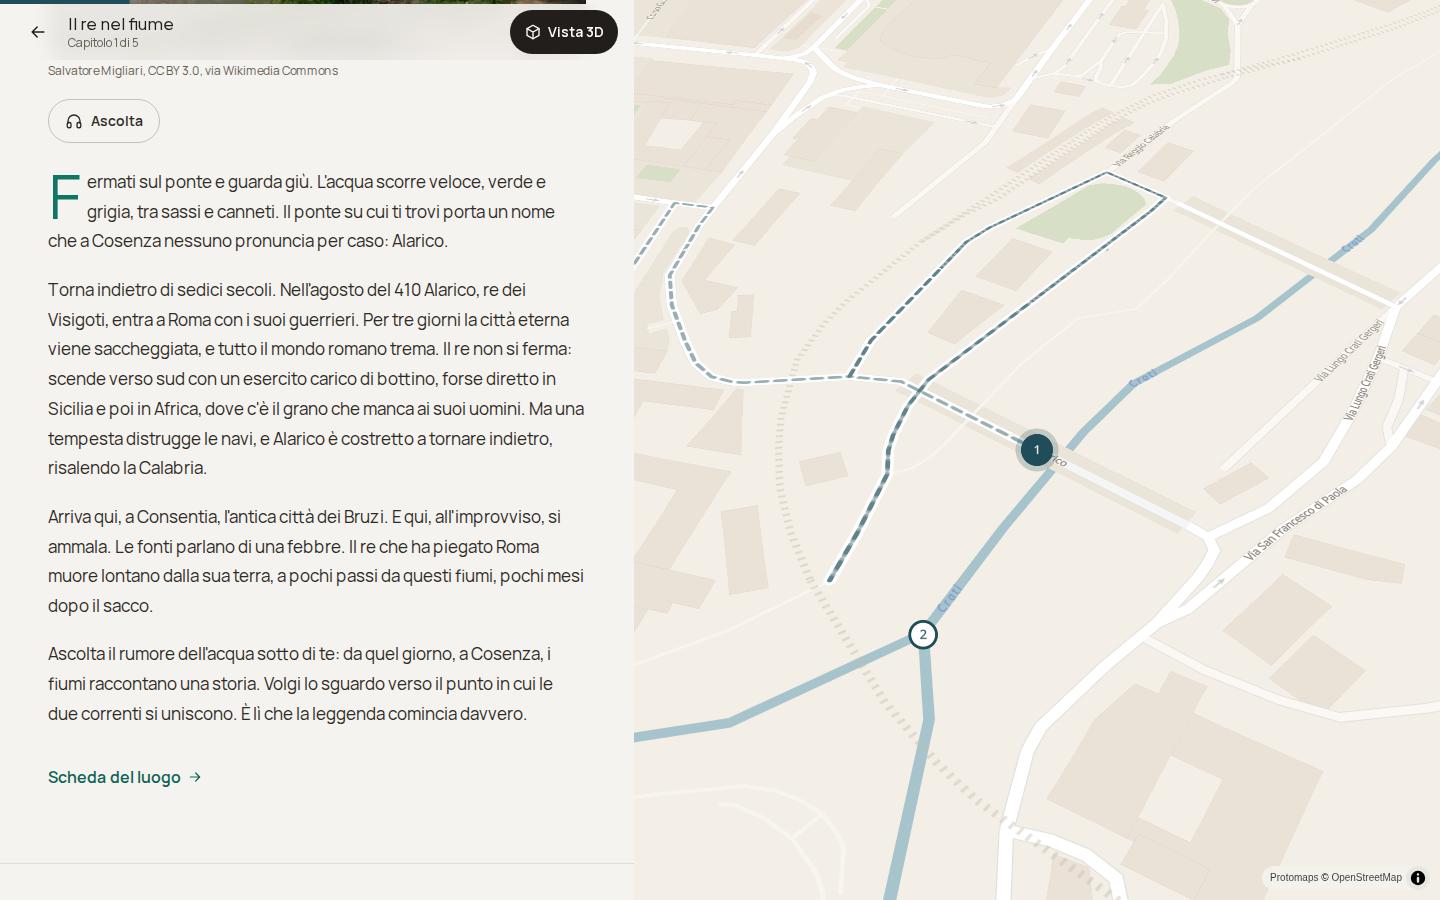 Il re nel fiume
Capitolo 1 di 5
Vista 3D
Salvatore Migliari, CC BY 3.0, via Wikimedia Commons
Ascolta
Fermati sul ponte e guarda giù. L'acqua scorre veloce, verde e
grigia, tra sassi e canneti. Il ponte su cui ti trovi porta un nome
che a Cosenza nessuno pronuncia per caso: Alarico.
Torna indietro di sedici secoli. Nell'agosto del 410 Alarico, re dei
Visigoti, entra a Roma con i suoi guerrieri. Per tre giorni la città eterna
viene saccheggiata, e tutto il mondo romano trema. Il re non si ferma:
scende verso sud con un esercito carico di bottino, forse diretto in
Sicilia e poi in Africa, dove c'è il grano che manca ai suoi uomini. Ma una
tempesta distrugge le navi, e Alarico è costretto a tornare indietro,
risalendo la Calabria.
Arriva qui, a Consentia, l'antica città dei Bruzi. E qui, all'improvviso, si
ammala. Le fonti parlano di una febbre. Il re che ha piegato Roma
muore lontano dalla sua terra, a pochi passi da questi fiumi, pochi mesi
dopo il sacco.
Ascolta il rumore dell'acqua sotto di te: da quel giorno, a Cosenza, i
fiumi raccontano una storia. Volgi lo sguardo verso il punto in cui le
due correnti si uniscono. È lì che la leggenda comincia davvero.
Scheda del luogo
Via Reggio Calabria
Crati
Via Lungo Crati Gergeri
Via Lungo Crati Gergeri
Crati
1
rico
Via San Francesco di Paola
Crati
2
Protomaps © OpenStreetMap